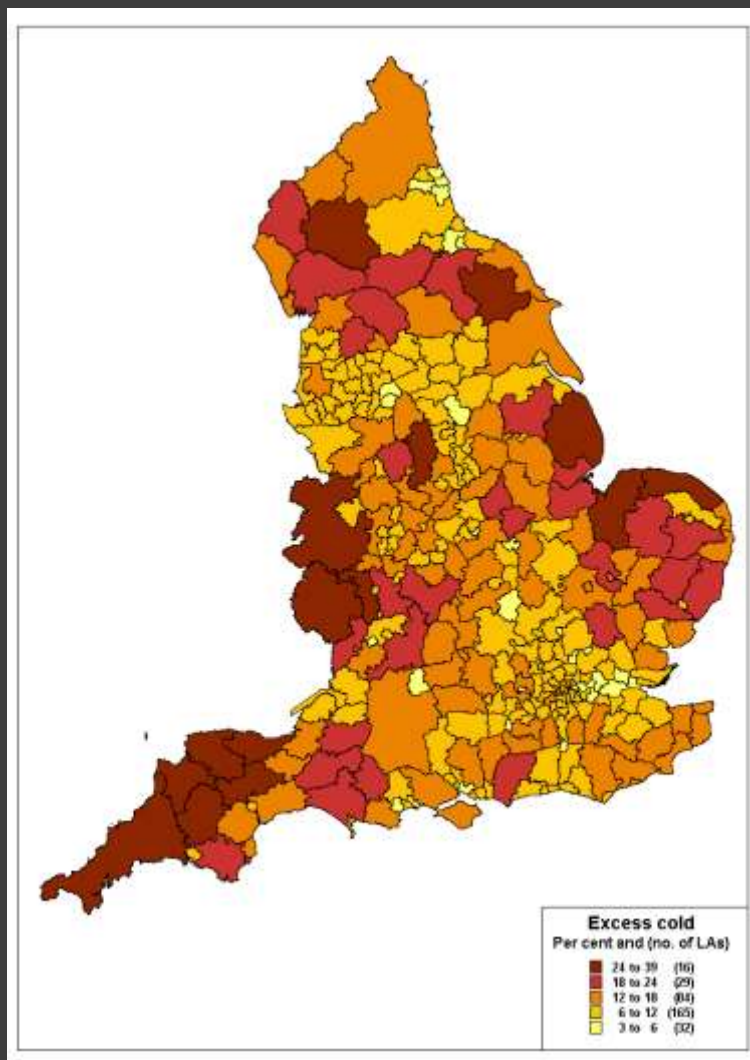 Excess cold
Per cent and (no. of LAs)
24 to 39 (16)
18 to 24 (29)
12 to 18 (84)
6 to 12 (165)
3 to 6 (32)